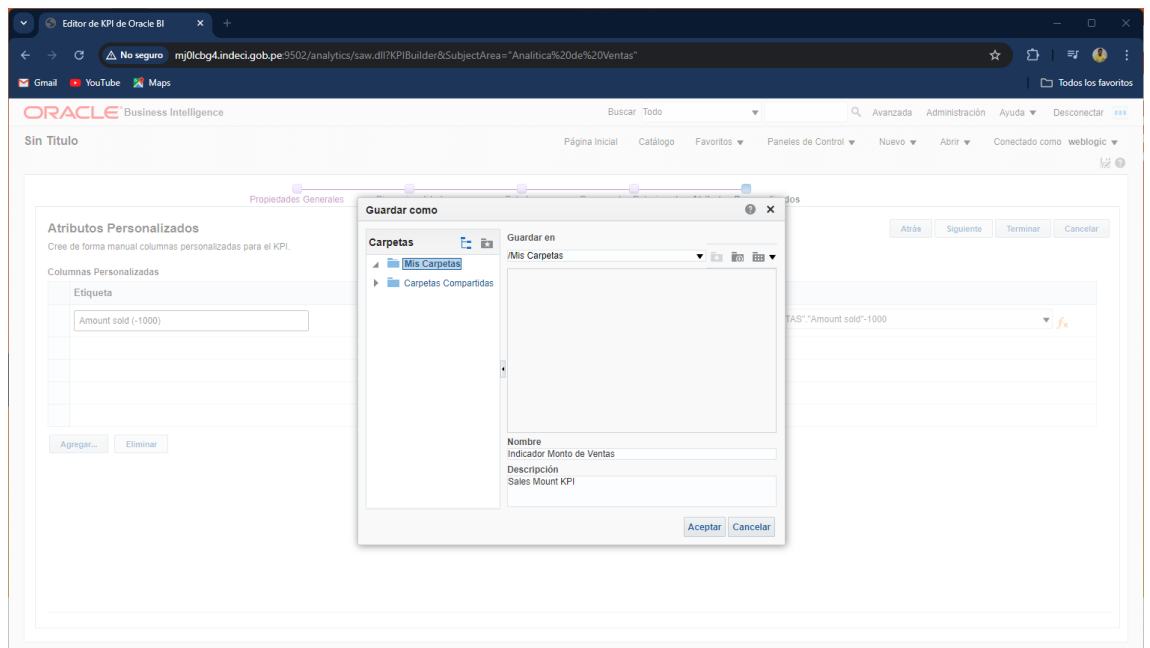 Editor de KPI de Oracle BI
No seguro mj0lcbg4.indeci.gob.pe:9502/analytics/saw.dll?KPIBuilder&SubjectArea="Analitica%20de%20Ventas"
Gmail YouTube Maps Todos los favoritos
ORACLE Business Intelligence Buscar Todo Avanzada Administración Ayuda Desconectar
Sin Titulo Página Inicial Catálogo Favoritos Paneles de Control Nuevo Abrir Conectado como weblogic
Propiedades Generales
Atributos Personalizados Atrás Siguiente Terminar Cancelar
Cree de forma manual columnas personalizadas para el KPI.
Columnas Personalizadas
Etiqueta
Amount sold (-1000) TAS"."Amount sold"-1000
Agregar... Eliminar
Guardar como
Carpetas
Mis Carpetas
Carpetas Compartidas
Guardar en
/Mis Carpetas
Nombre
Indicador Monto de Ventas
Descripción
Sales Mount KPI
Aceptar Cancelar